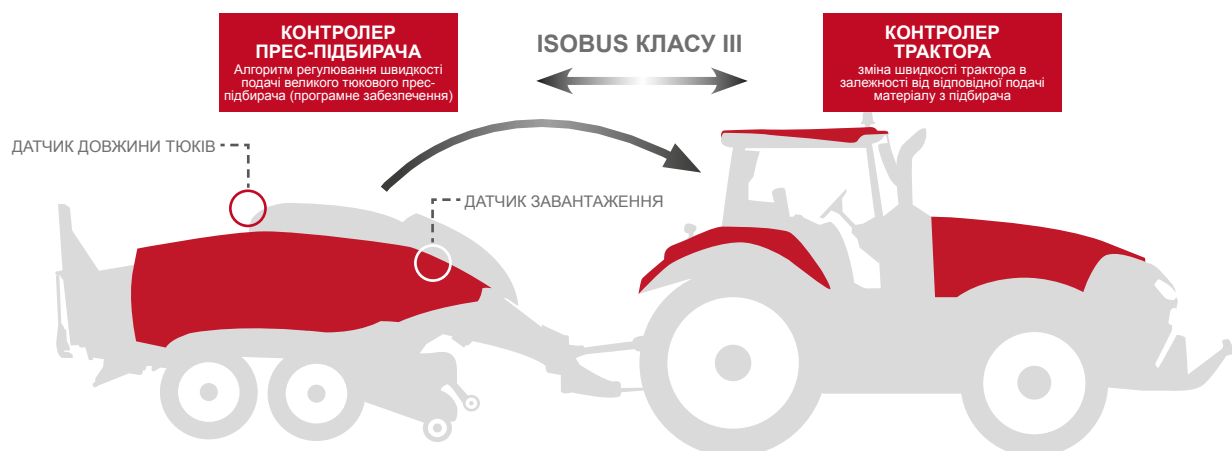 КОНТРОЛЕР
ПРЕС-ПІДБИРАЧА
Алгоритм регулювання швидкості
подачі великого тюкового прес-
підбирача (програмне забезпечення)
ISOBUS КЛАСУ III
КОНТРОЛЕР
ТРАКТОРА
зміна швидкості трактора в
залежності від відповідної подачі
матеріалу з підбирача
ДАТЧИК ДОВЖИНИ ТЮКІВ
ДАТЧИК ЗАВАНТАЖЕННЯ